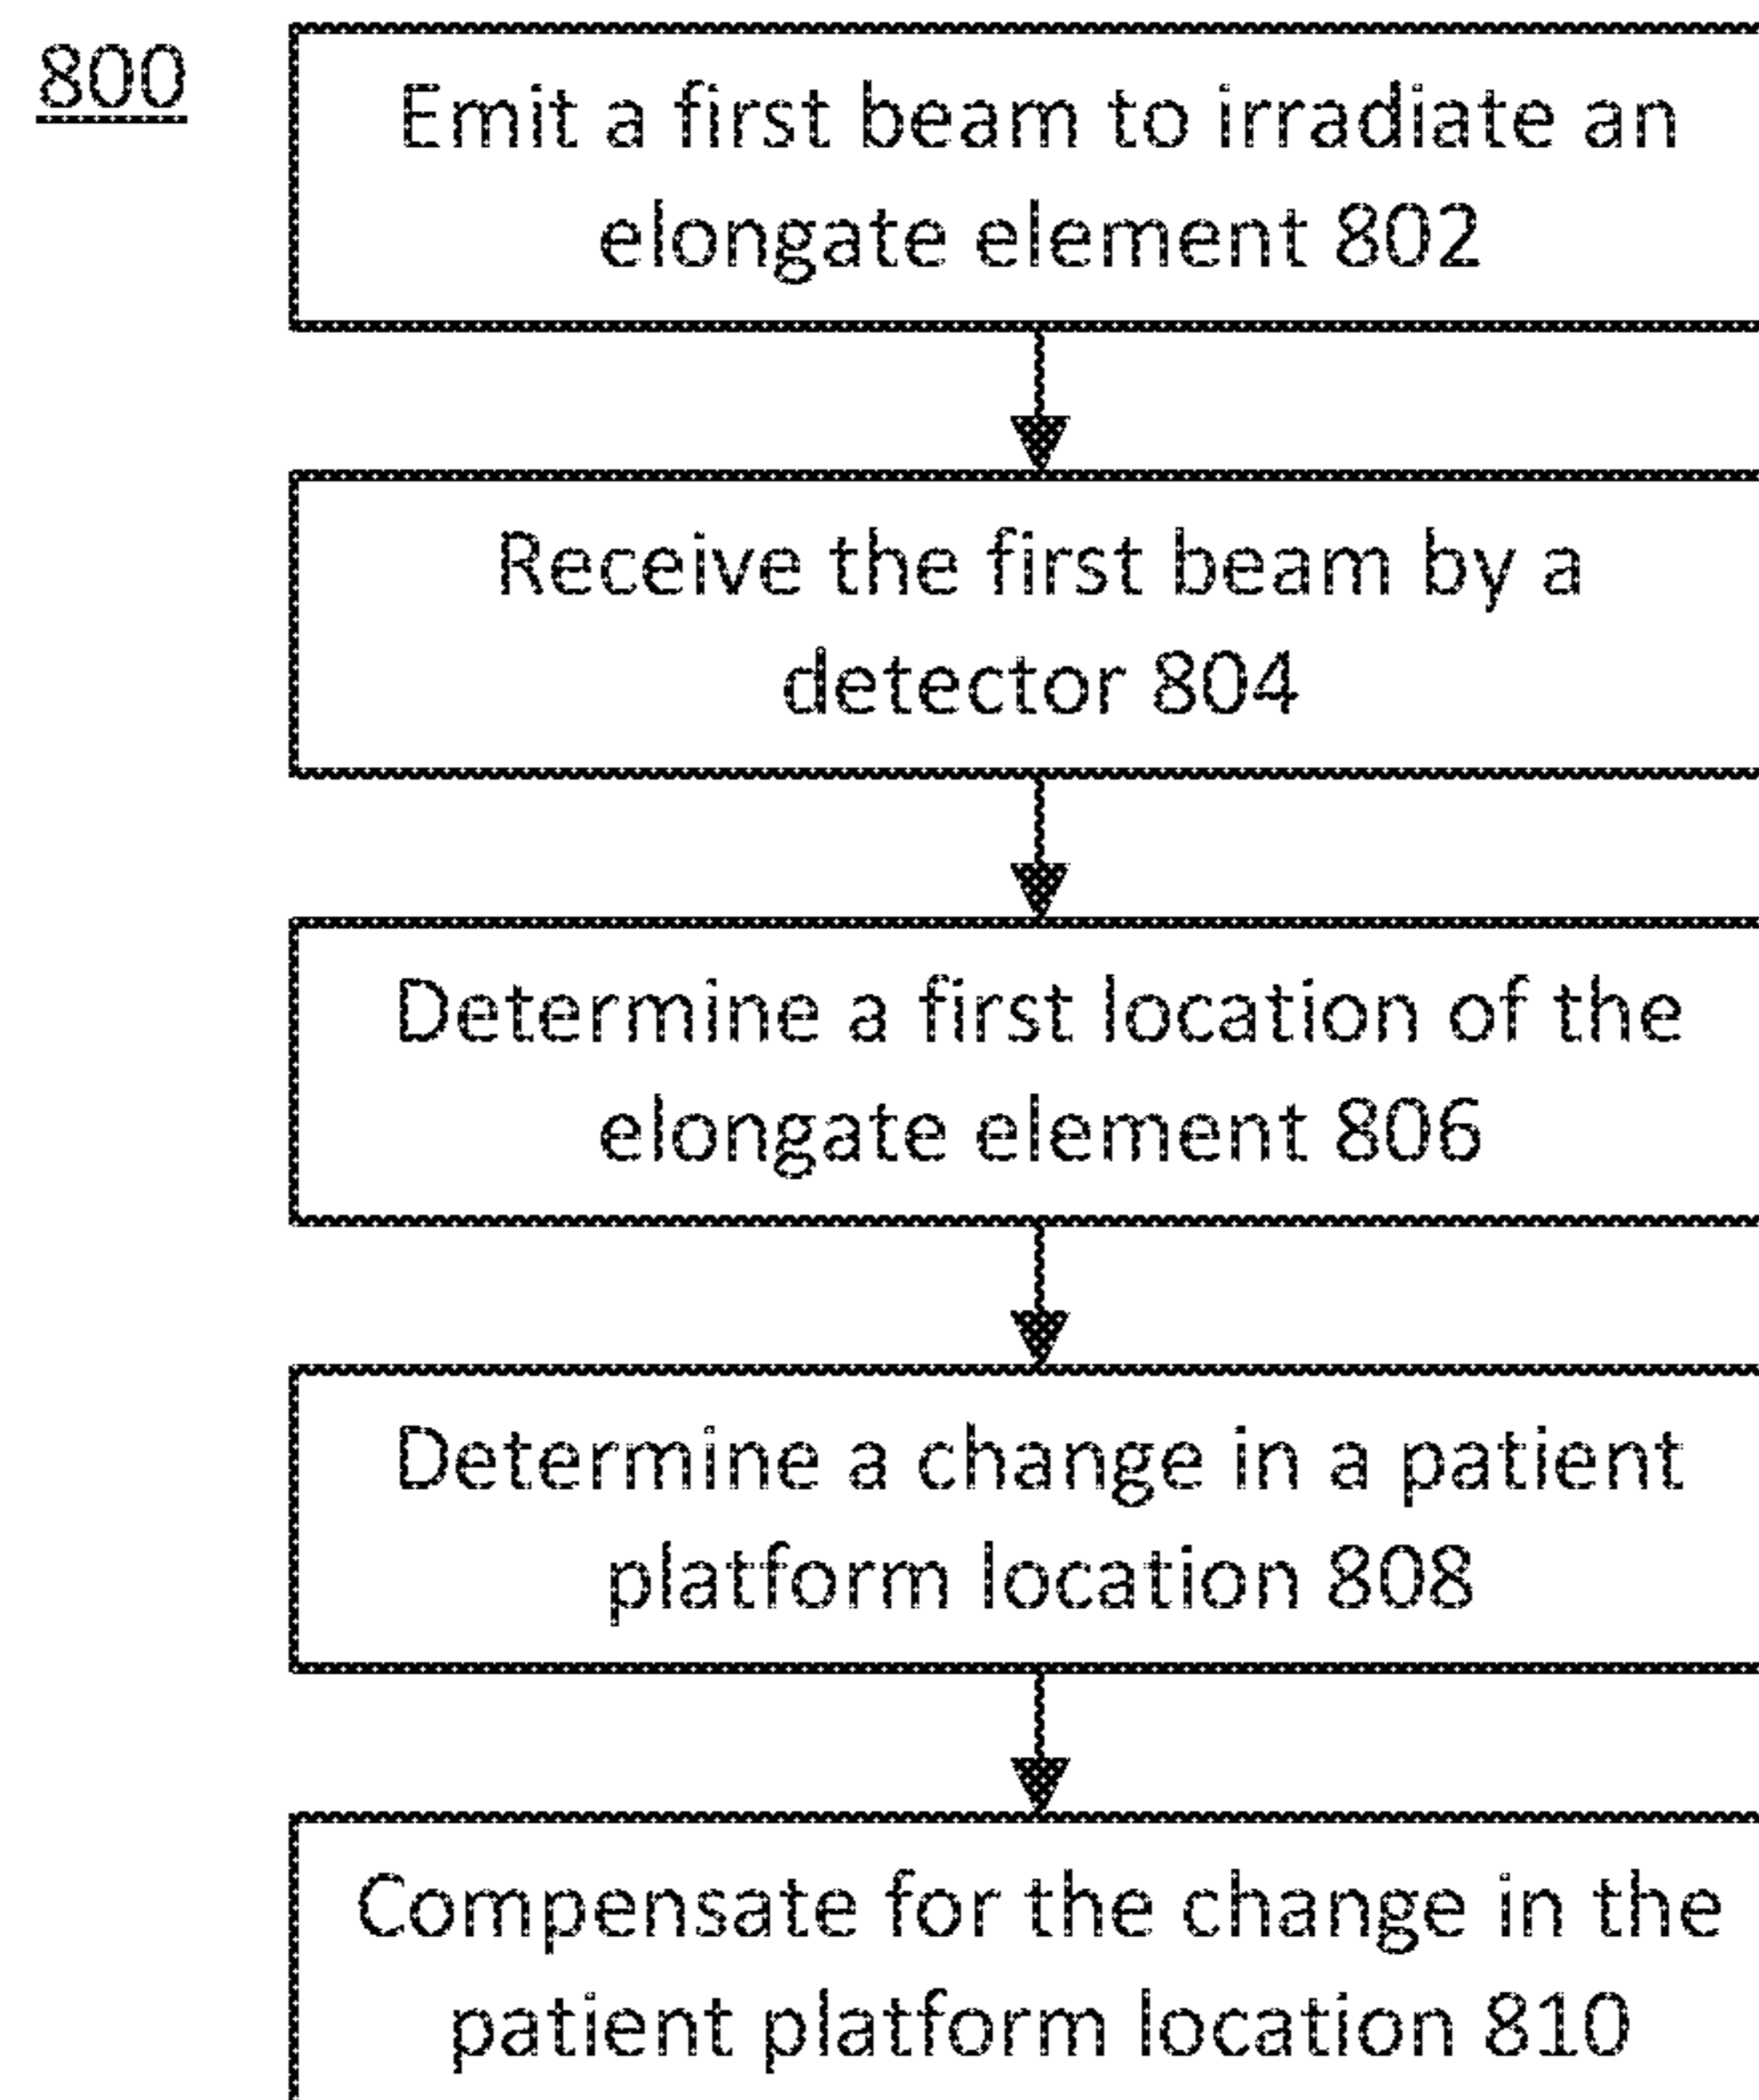 800
Emit a first beam to irradiate an
elongate element 802
Receive the first beam by a
detector 804
Determine a first location of the
elongate element 806
Determine a change in a patient
platform location 808
Compensate for the change in the
patient platform location 810